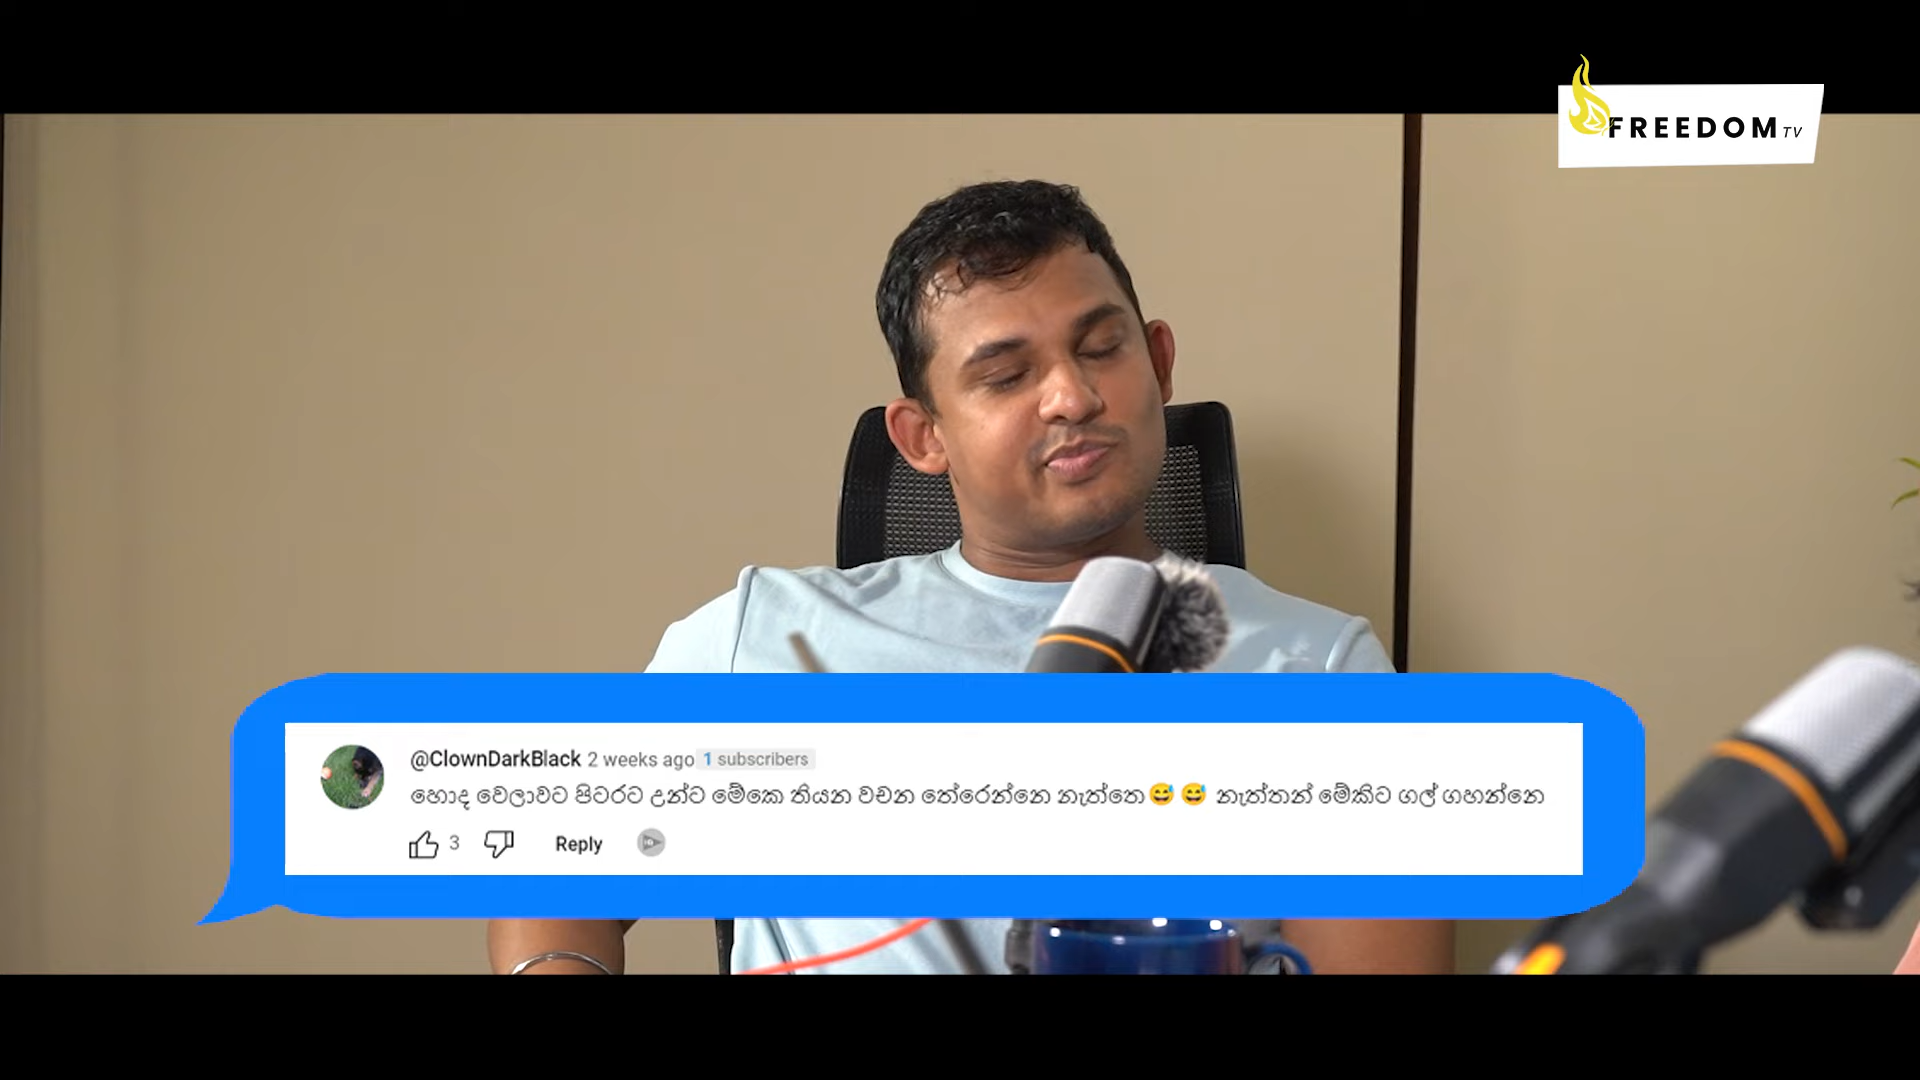 FREEDOM TV
@ClownDarkBlack 2 weeks ago 1 subscribers
හොද වෙලාවට පිටරට උන්ට මේකෙ තියන වචන තේරෙන්නෙ නැත්තෙ😅 😅 නැත්තන් මේකිට ගල් ගහන්නෙ
3 Reply